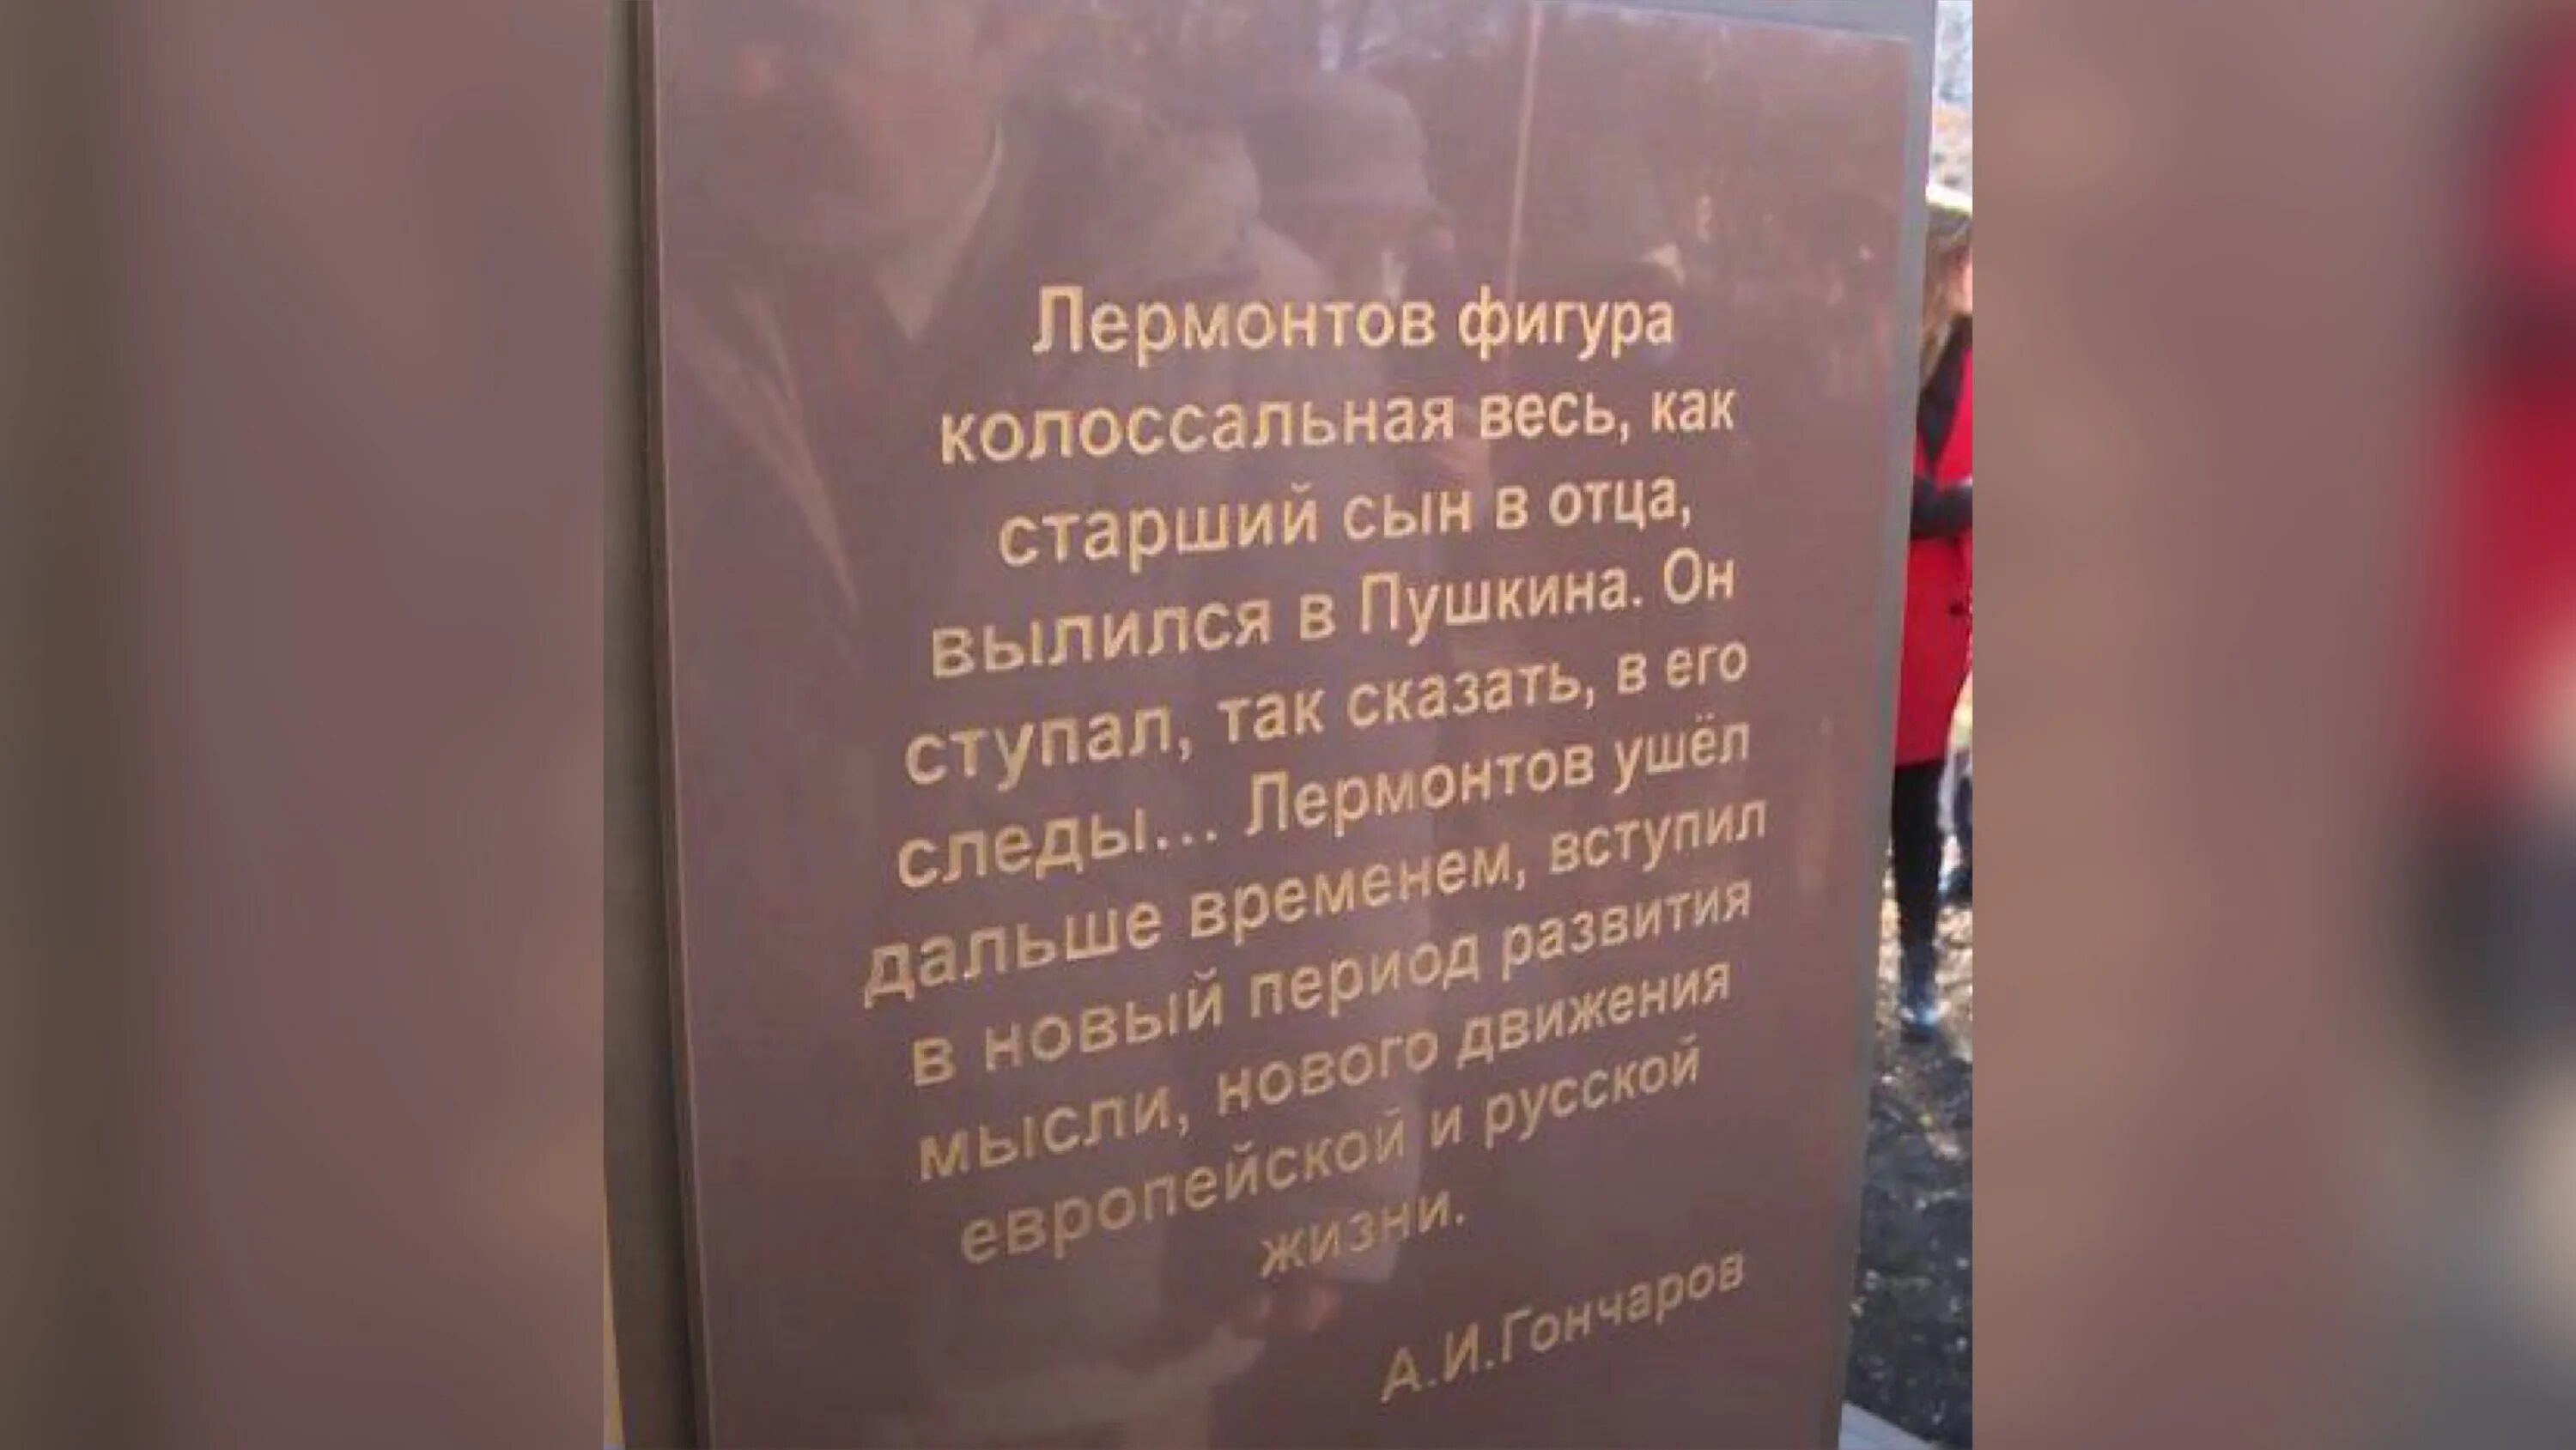 Лермонтов фигура
колоссальная весь, как
старший сын в отца,
вылился в Пушкина. Он
ступал, так сказать, в его
следы... Лермонтов ушёл
дальше временем, вступил
в новый период развития
мысли, нового движения
европейской и русской
жизни.
А.И.Гончаров